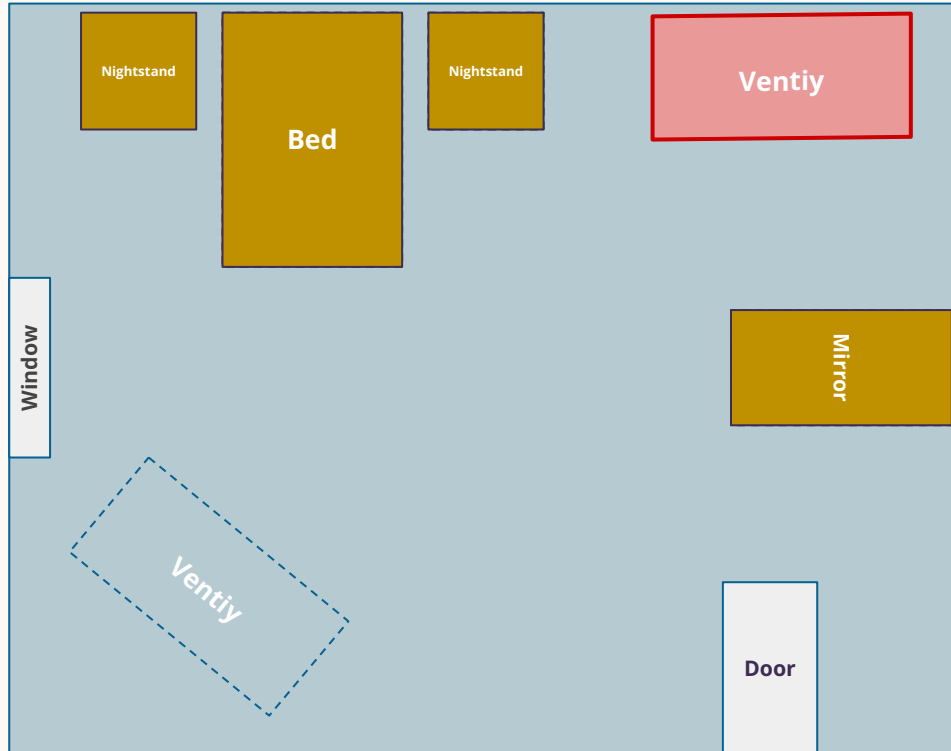 Nightstand
Bed
Nightstand
Ventiy
Window
Mirror
Ventiy
Door